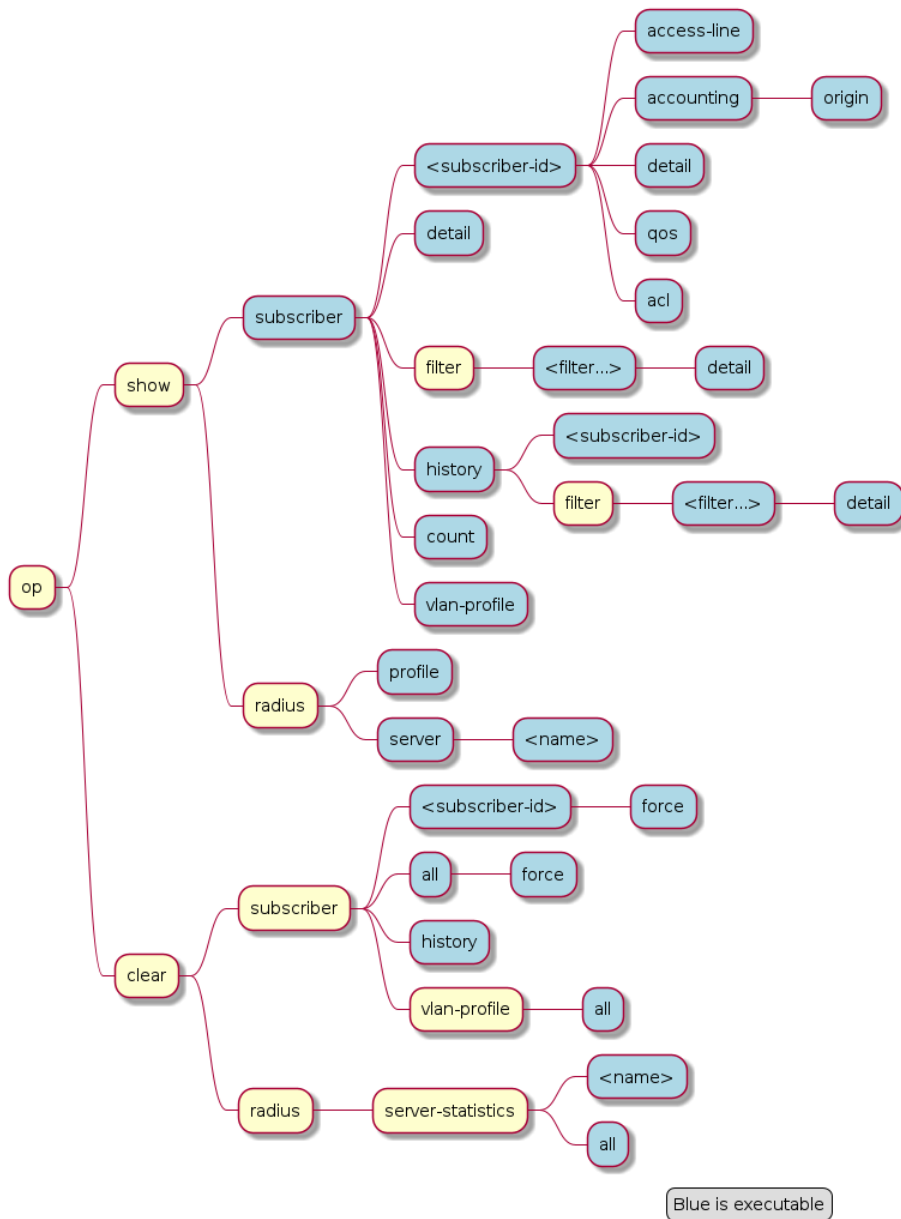 op
show
subscriber
<subscriber-id>
access-line
accounting
origin
detail
qos
acl
detail
filter
<filter...>
detail
history
<subscriber-id>
filter
<filter...>
detail
count
vlan-profile
radius
profile
server
<name>
clear
subscriber
<subscriber-id>
force
all
force
history
vlan-profile
all
radius
server-statistics
<name>
all
Blue is executable